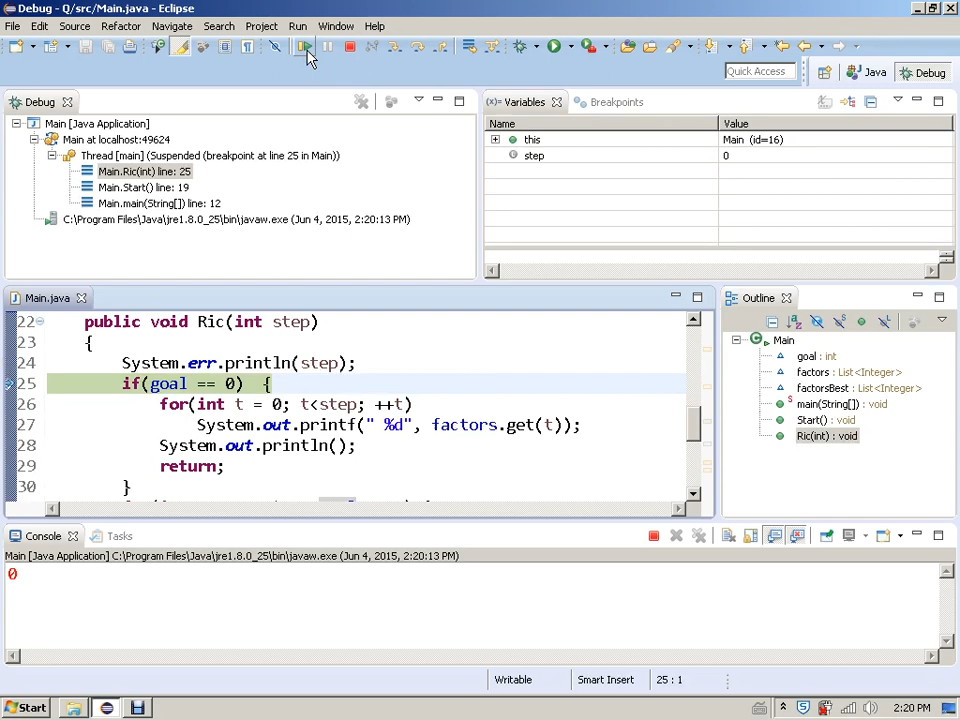 Debug - Q/src/Main.java - Eclipse
File Edit Source Refactor Navigate Search Project Run Window Help
Quick Access
Java
Debug
Debug
Main [Java Application]
Main at localhost:49624
Thread [main] (Suspended (breakpoint at line 25 in Main))
Main.Ric(int) line: 25
Main.Start() line: 19
Main.main(String[]) line: 12
C:\Program Files\Java\jre1.8.0_25\bin\javaw.exe (Jun 4, 2015, 2:20:13 PM)
(x)= Variables Breakpoints
Name Value
this Main (id=16)
step 0
Main.java
22 public void Ric(int step)
23 {
24 System.err.println(step);
25 if(goal == 0) {
26 for(int t = 0; t<step; ++t)
27 System.out.printf(" %d", factors.get(t));
28 System.out.println();
29 return;
30 }
Outline
Main
goal : int
factors : List<Integer>
factorsBest : List<Integer>
main(String[]) : void
Start() : void
Ric(int) : void
Console Tasks
Main [Java Application] C:\Program Files\Java\jre1.8.0_25\bin\javaw.exe (Jun 4, 2015, 2:20:13 PM)
0
Writable Smart Insert 25 : 1
Start
2:20 PM